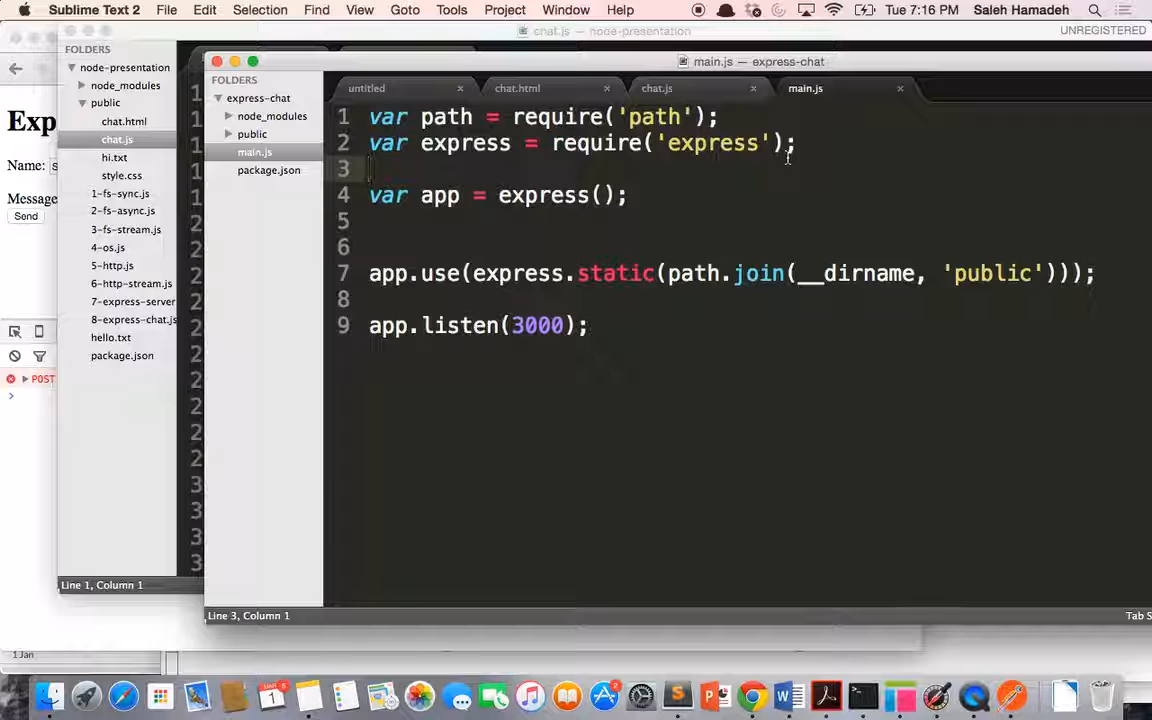 Sublime Text 2 File Edit Selection Find View Goto Tools Project Window Help Tue 7:16 PM Saleh Hamadeh
chat.js — node-presentation UNREGISTERED
FOLDERS
node-presentation
node_modules
public
chat.html
chat.js
hi.txt
style.css
1-fs-sync.js
2-fs-async.js
3-fs-stream.js
4-os.js
5-http.js
6-http-stream.js
7-express-server
8-express-chat.js
hello.txt
package.json
Line 1, Column 1
Exp
Name: s
Message
Send
POST
1 Jan
main.js — express-chat
FOLDERS
express-chat
node_modules
public
main.js
package.json
untitled chat.html chat.js main.js
1 var path = require('path');
2 var express = require('express');
3
4 var app = express();
5
6
7 app.use(express.static(path.join(__dirname, 'public')));
8
9 app.listen(3000);
Line 3, Column 1 Tab S